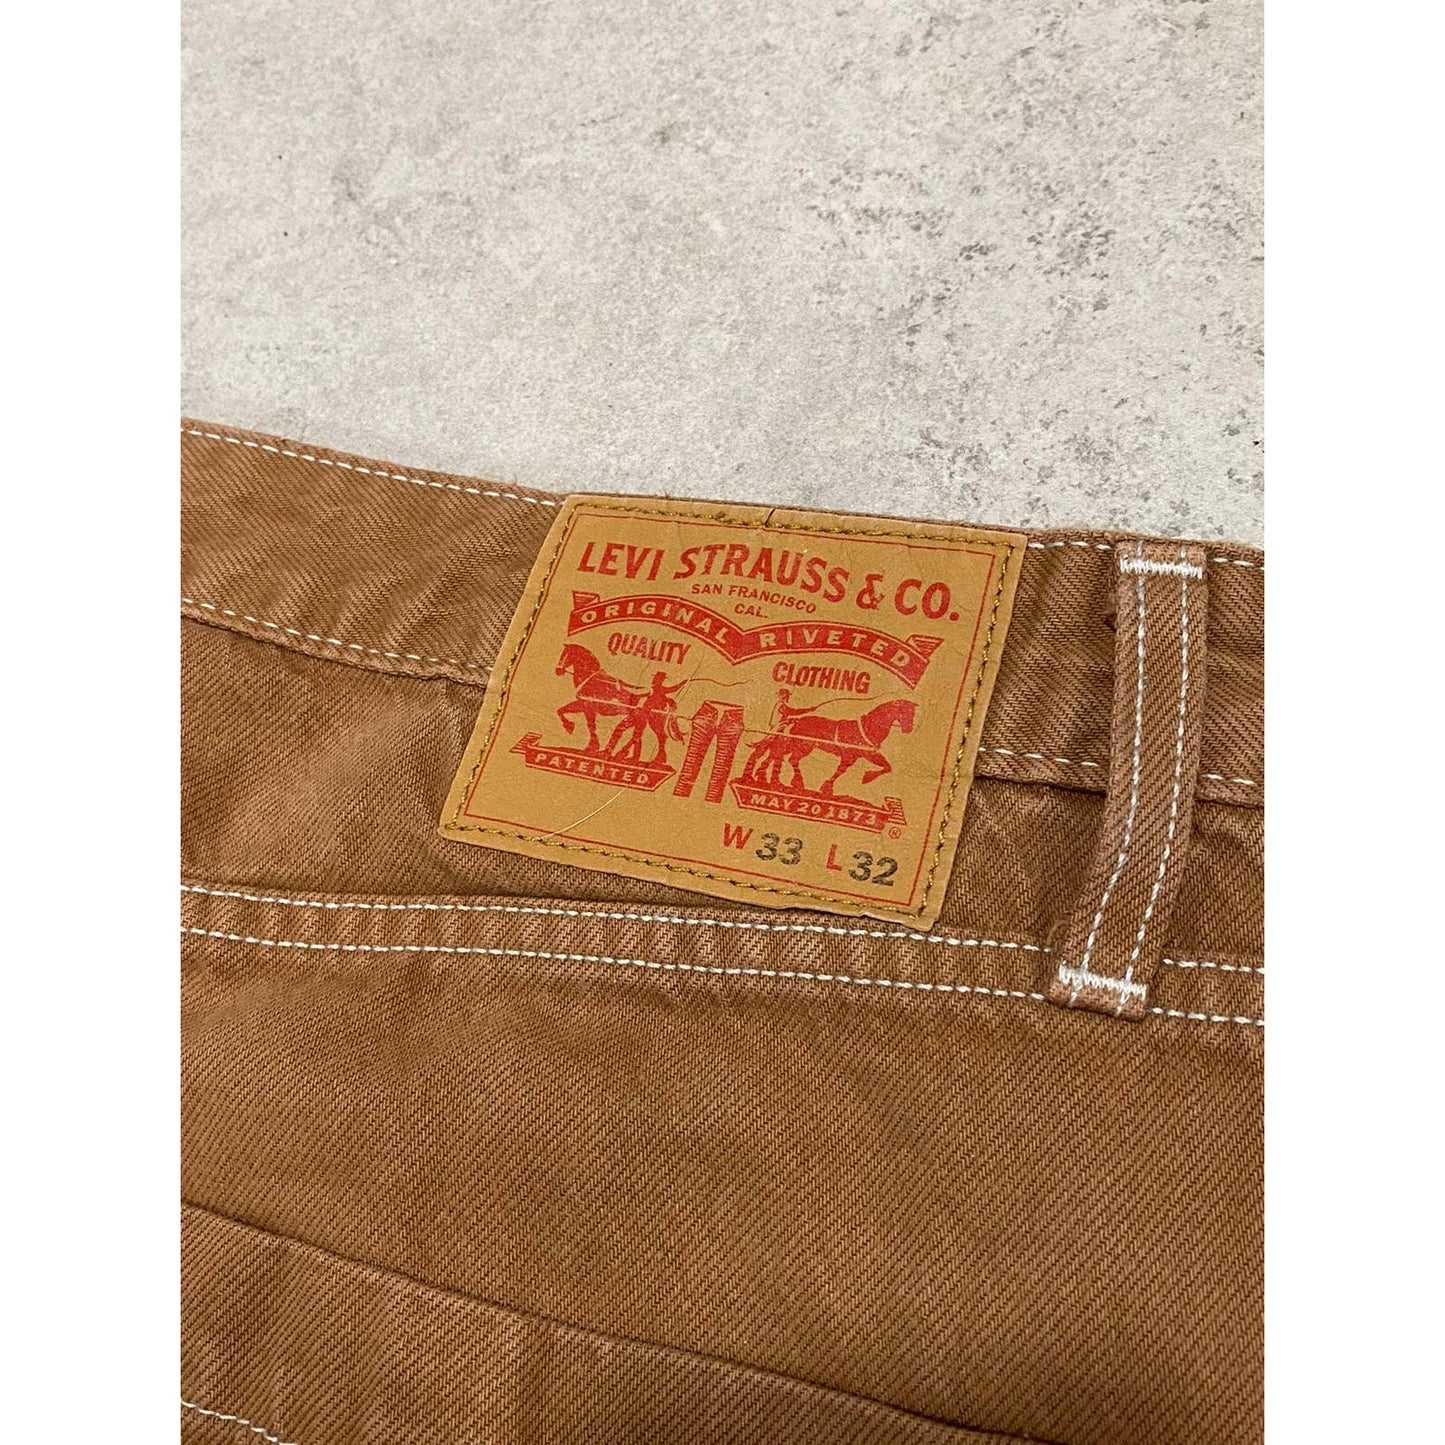 LEVI STRAUSS & CO.
SAN FRANCISCO
CAL.
ORIGINAL RIVETED
QUALITY CLOTHING
PATENTED MAY 20 1873 ®
W 33 L 32